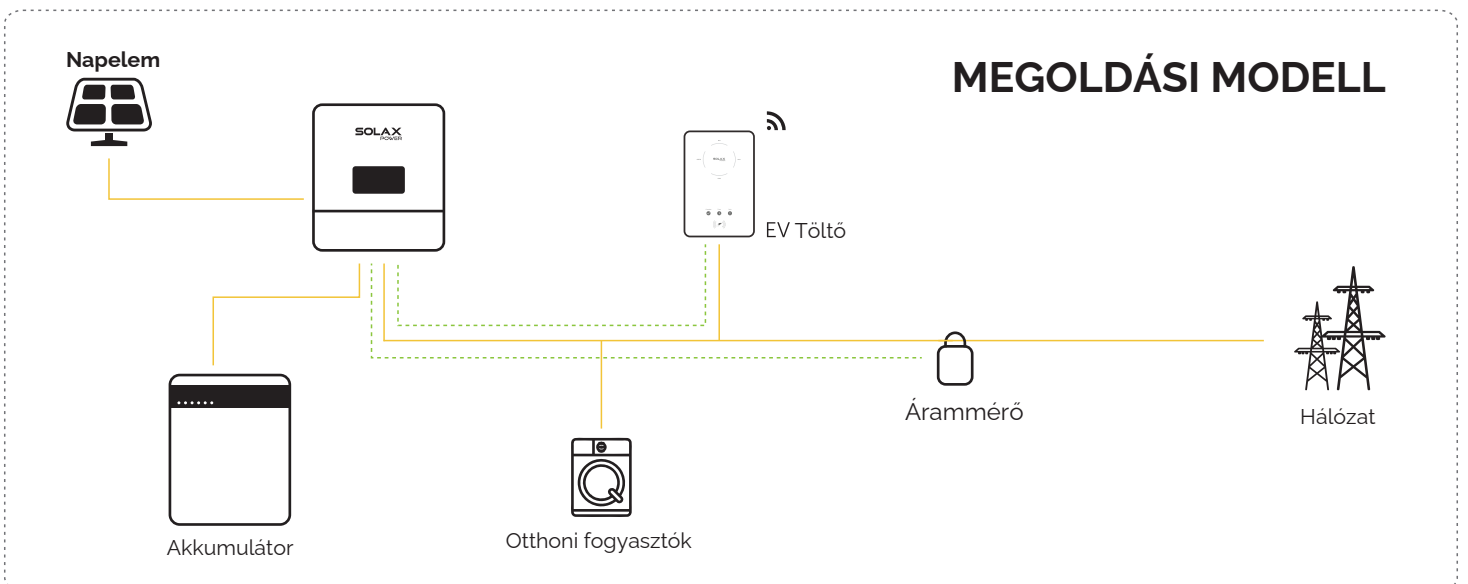 MEGOLDÁSI MODELL
Napelem
SOLAX
POWER
EV Töltő
Árammérő
Hálózat
Akkumulátor
Otthoni fogyasztók